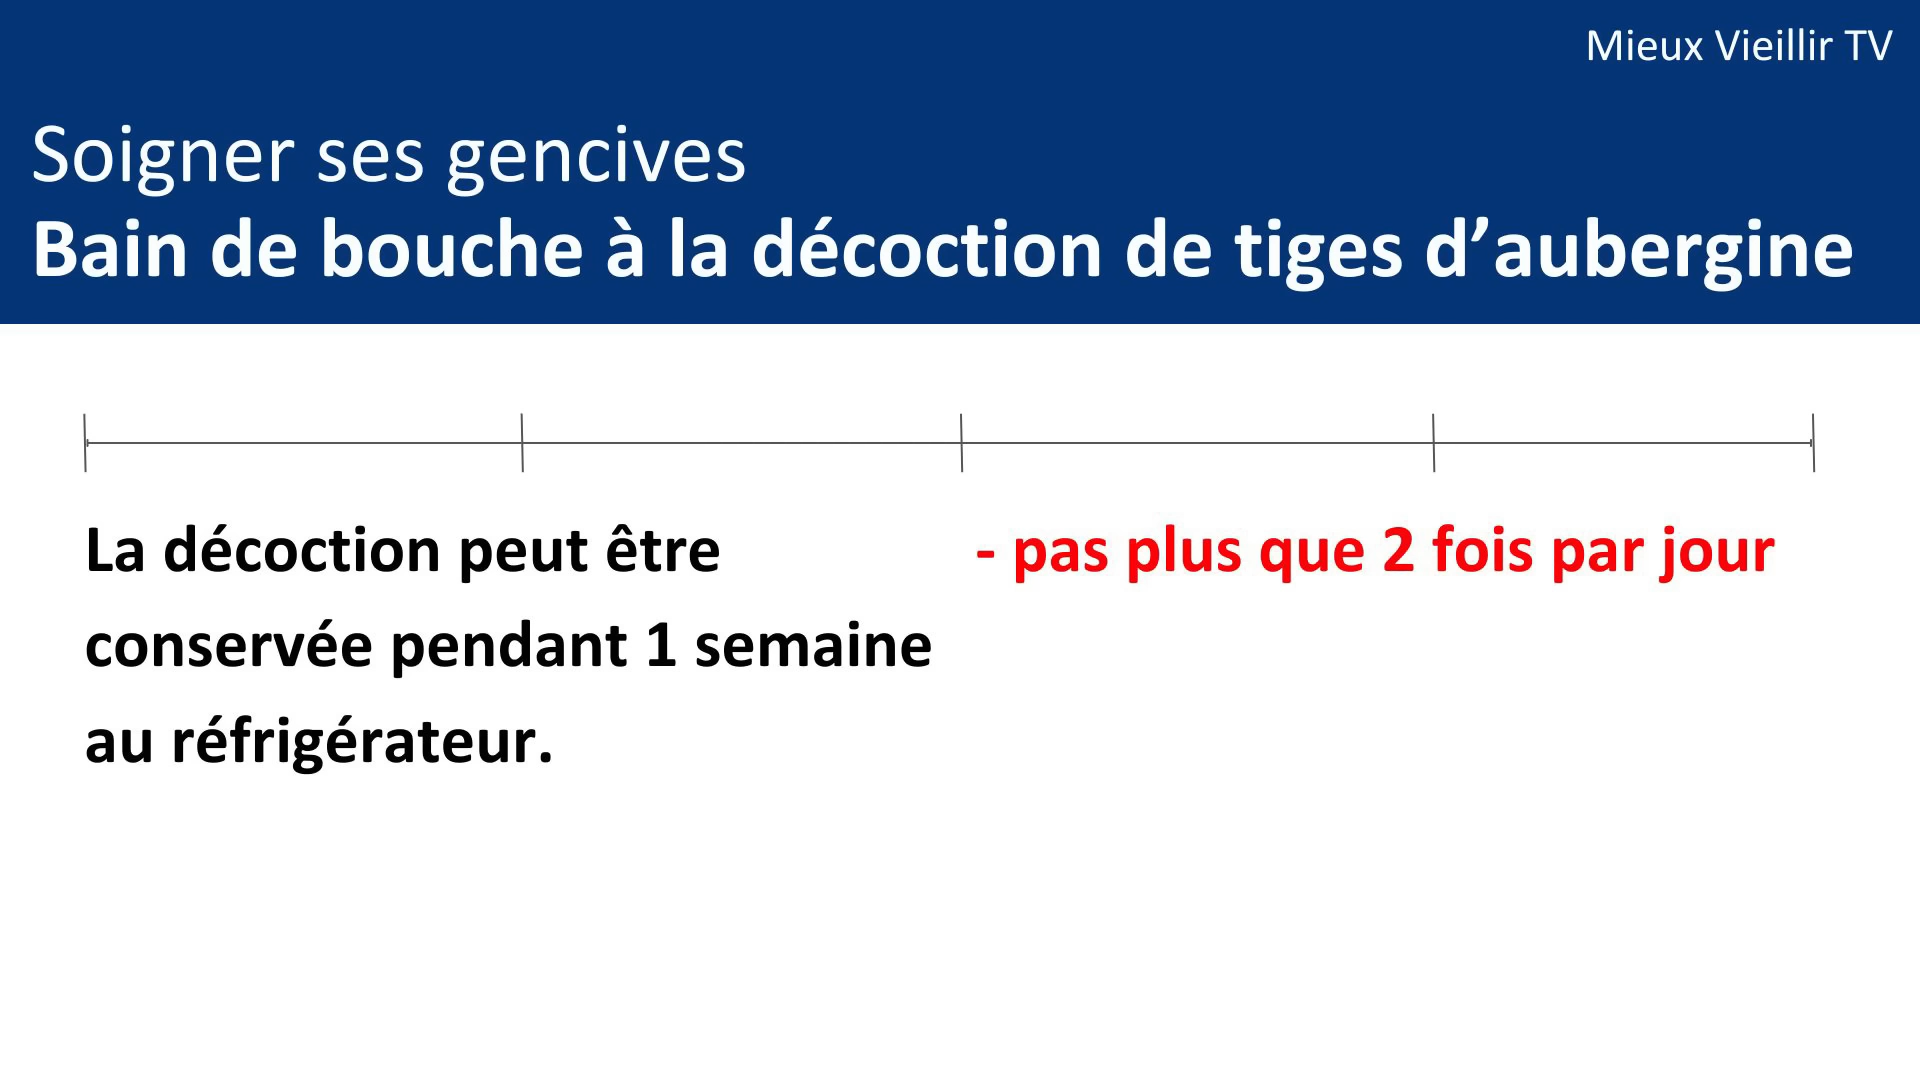 Mieux Vieillir TV
Soigner ses gencives
Bain de bouche à la décoction de tiges d’aubergine
La décoction peut être
conservée pendant 1 semaine
au réfrigérateur.
- pas plus que 2 fois par jour